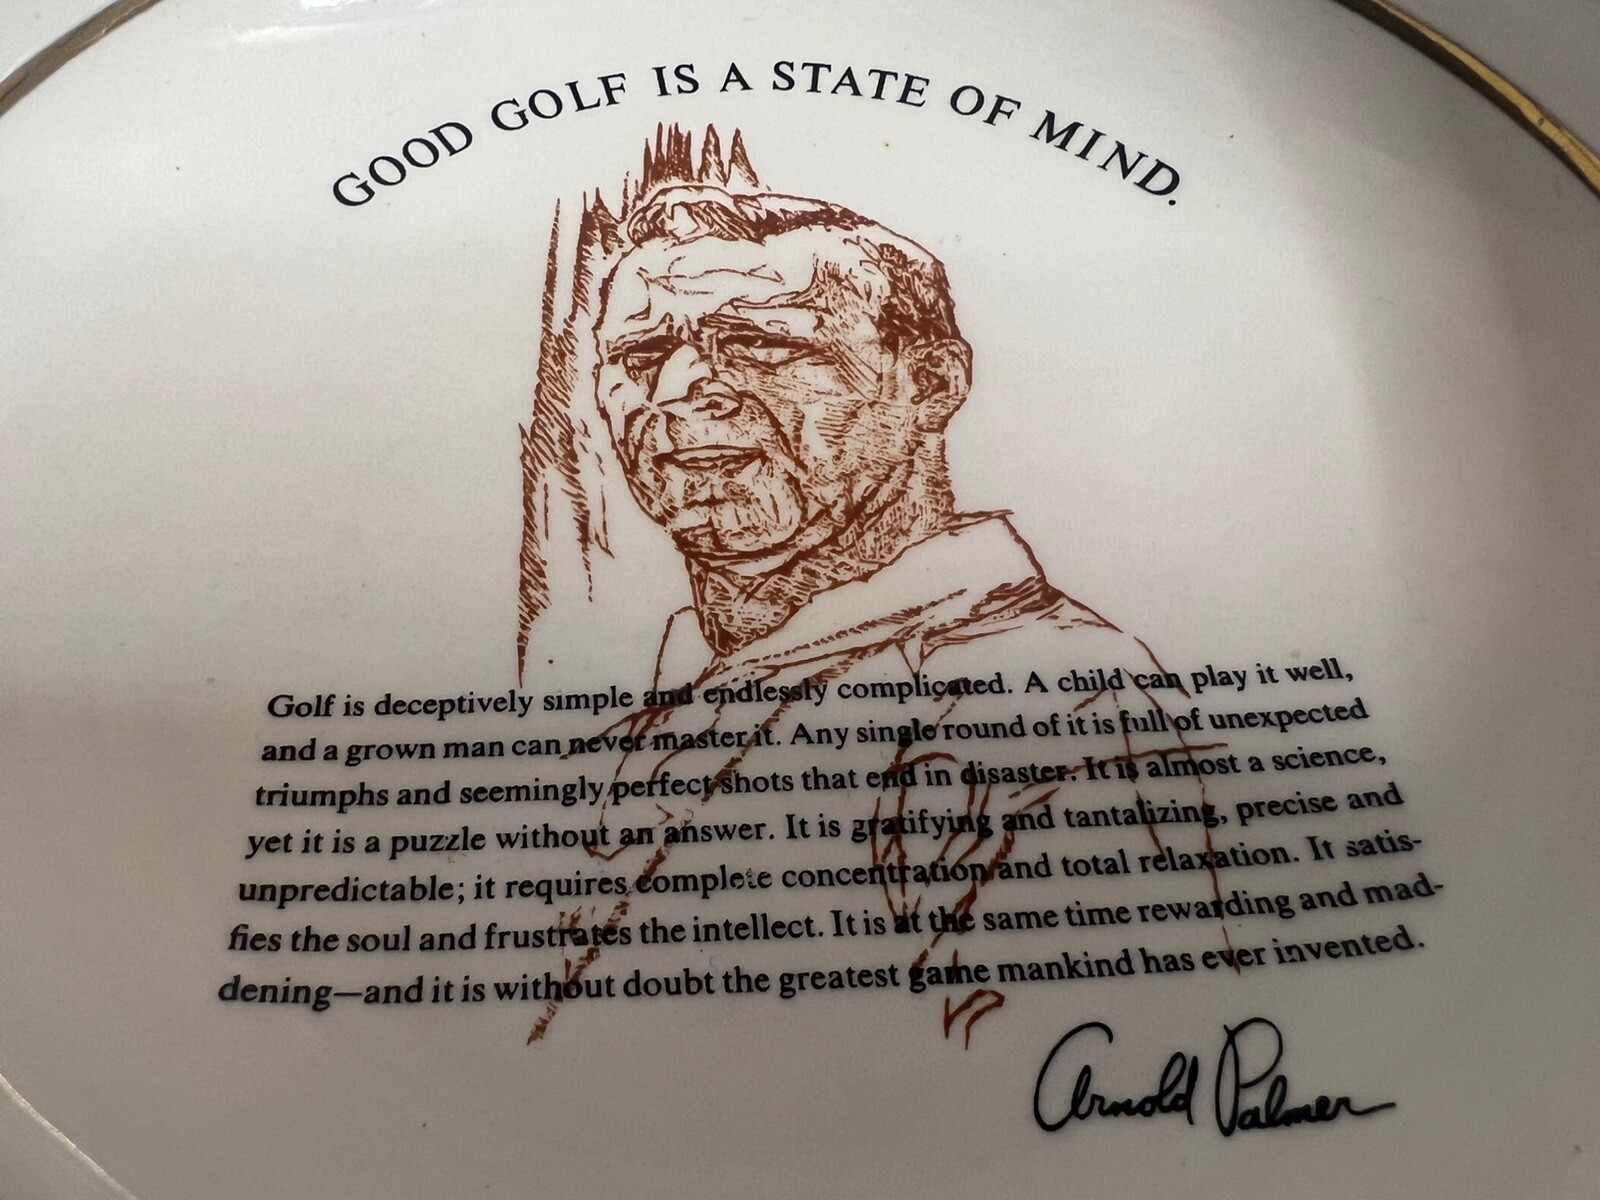 GOOD GOLF IS A STATE OF MIND.
Golf is deceptively simple and endlessly complicated. A child can play it well,
and a grown man can never master it. Any single round of it is full of unexpected
triumphs and seemingly perfect shots that end in disaster. It is almost a science,
yet it is a puzzle without an answer. It is gratifying and tantalizing, precise and
unpredictable; it requires complete concentration and total relaxation. It satis-
fies the soul and frustrates the intellect. It is at the same time rewarding and mad-
dening—and it is without doubt the greatest game mankind has ever invented.
Arnold Palmer